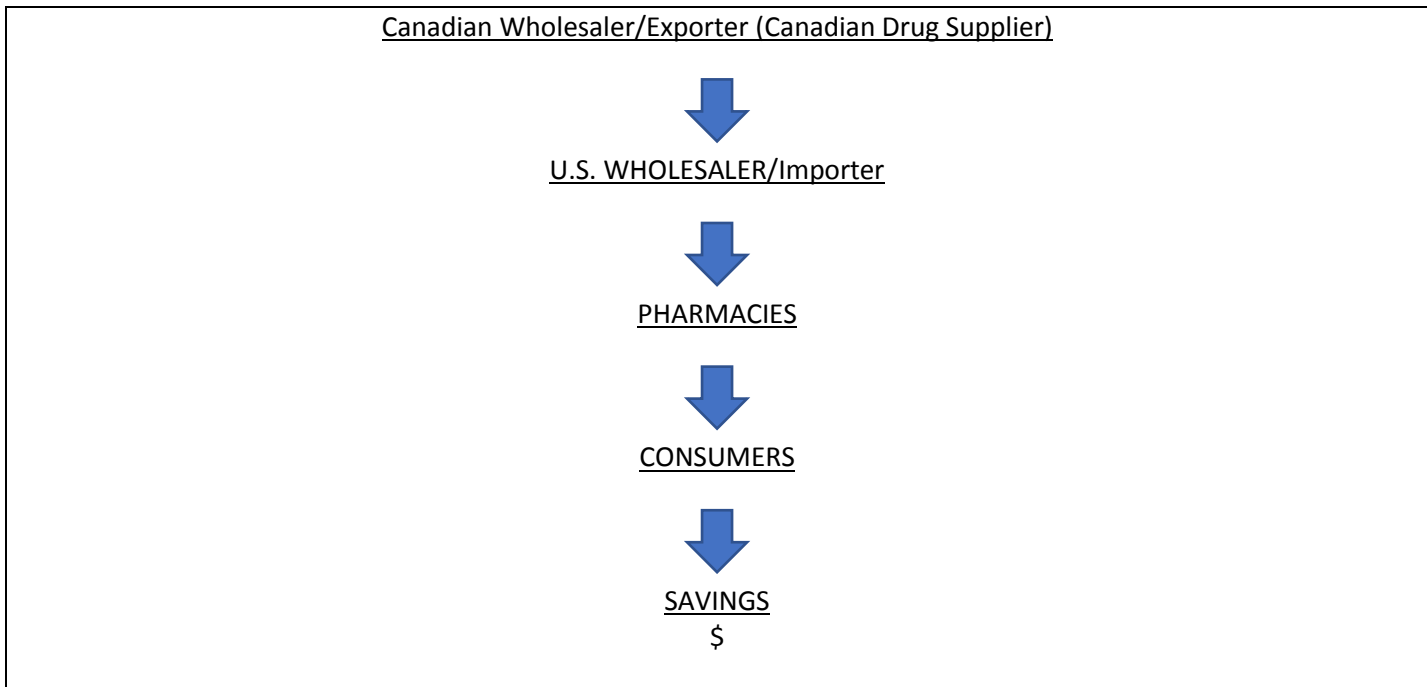 Canadian Wholesaler/Exporter (Canadian Drug Supplier)
U.S. WHOLESALER/Importer
PHARMACIES
CONSUMERS
SAVINGS
$